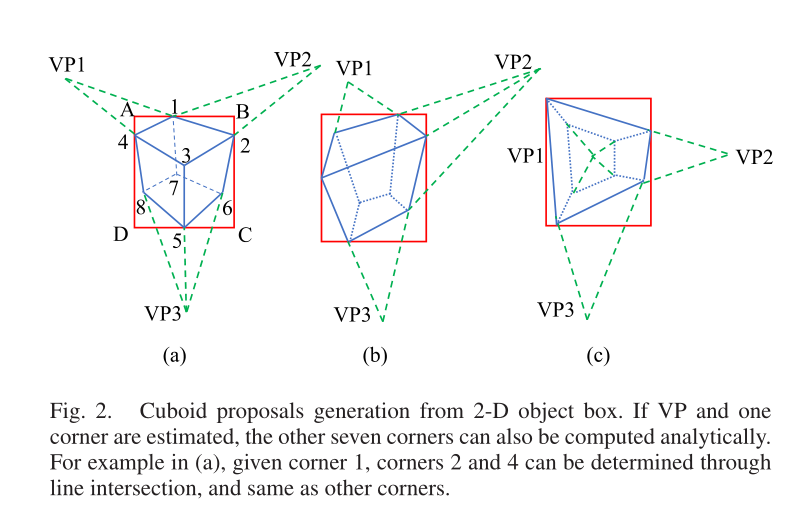 VP1
VP2
A
1
B
4
2
3
7
8
6
D
5
C
VP3
(a)
VP1
VP2
VP3
(b)
VP1
VP2
VP3
(c)
Fig. 2. Cuboid proposals generation from 2-D object box. If VP and one
corner are estimated, the other seven corners can also be computed analytically.
For example in (a), given corner 1, corners 2 and 4 can be determined through
line intersection, and same as other corners.